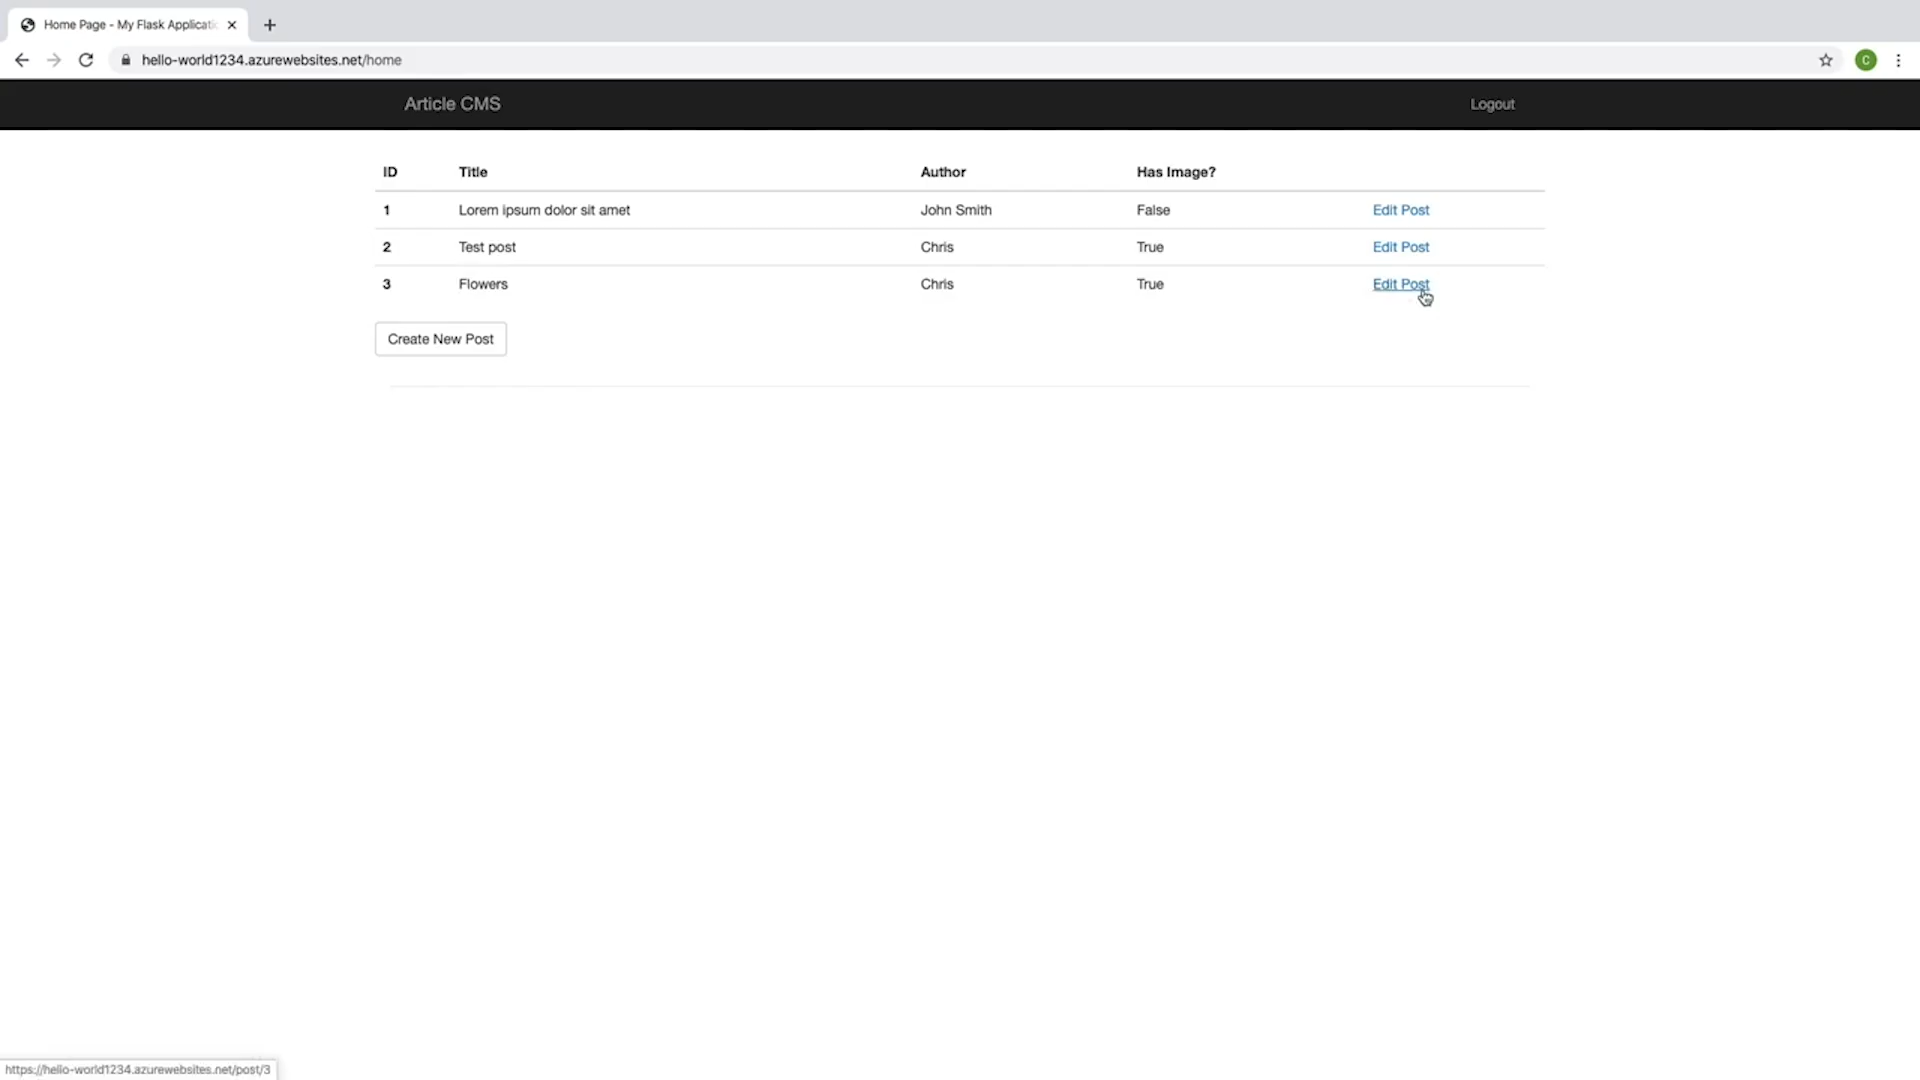 Home Page - My Flask Applicati
hello-world1234.azurewebsites.net/home
C
Article CMS
Logout
ID Title Author Has Image?
1 Lorem ipsum dolor sit amet John Smith False Edit Post
2 Test post Chris True Edit Post
3 Flowers Chris True Edit Post
Create New Post
https://hello-world1234.azurewebsites.net/post/3